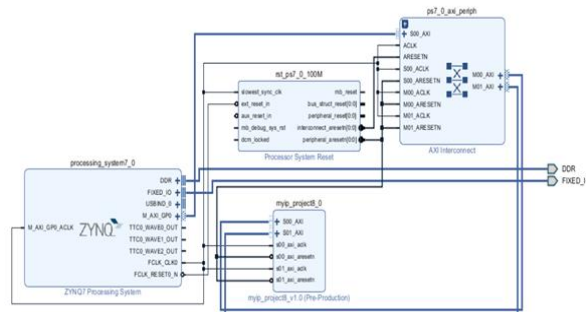 ps7_0_axi_periph
S00_AXI
ACLK
ARESETN
S00_ACLK
S00_ARESETN
M00_ACLK
M00_ARESETN
M01_ACLK
M01_ARESETN
M00_AXI
M01_AXI
AXI Interconnect
rst_ps7_0_100M
slowest_sync_clk
ext_reset_in
aux_reset_in
mb_debug_sys_rst
dcm_locked
mb_reset
bus_struct_reset[0:0]
peripheral_reset[0:0]
interconnect_aresetn[0:0]
peripheral_aresetn[0:0]
Processor System Reset
processing_system7_0
M_AXI_GP0_ACLK
ZYNQ
DDR
FIXED_IO
USBIND_0
M_AXI_GP0
TTC0_WAVE0_OUT
TTC0_WAVE1_OUT
TTC0_WAVE2_OUT
FCLK_CLK0
FCLK_RESET0_N
ZYNQ7 Processing System
myip_project8_0
S00_AXI
S01_AXI
s00_axi_aclk
s00_axi_aresetn
s01_axi_aclk
s01_axi_aresetn
myip_project8_v1.0 (Pre-Production)
DDR
FIXED_I